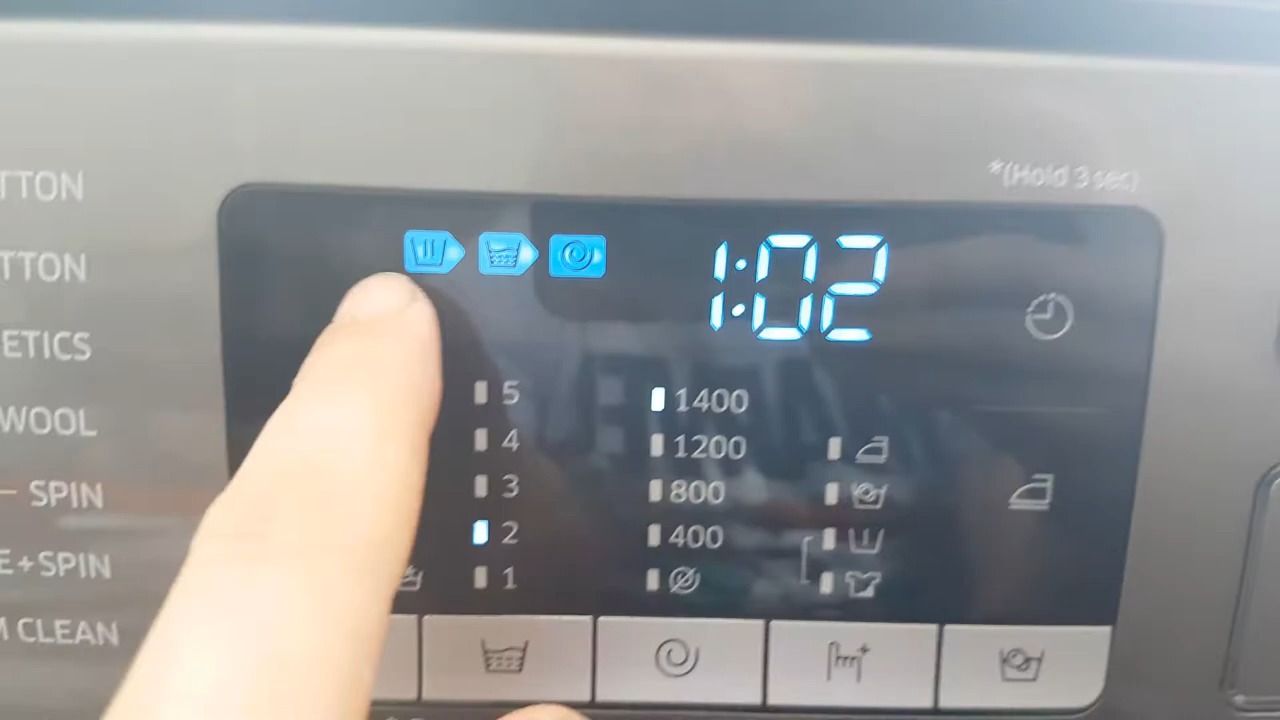 *(Hold 3 sec)
TTON
1:02
TTON
ETICS
5
1400
WOOL
4
1200
3
800
— SPIN
2
400
E+SPIN
1
M CLEAN